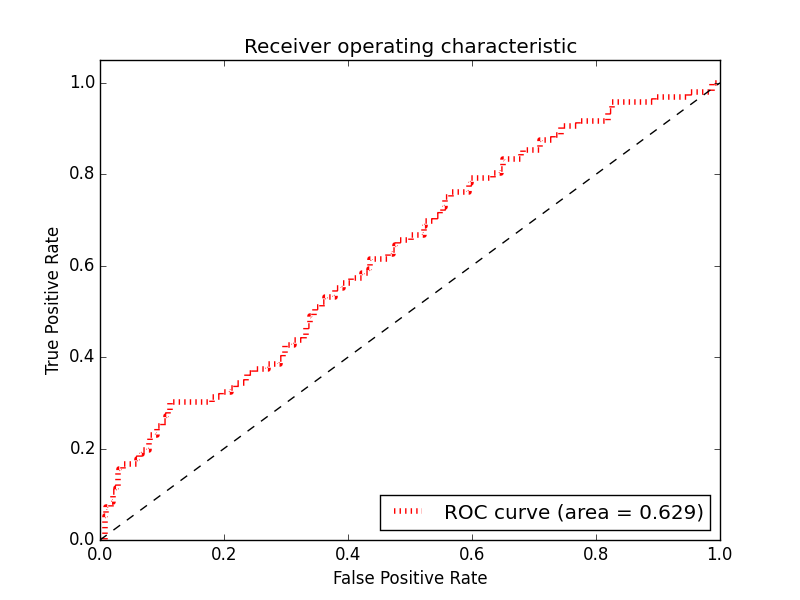 Receiver operating characteristic
1.0
0.8
0.6
0.4
0.2
0.0
True Positive Rate
ROC curve (area = 0.629)
0.0 0.2 0.4 0.6 0.8 1.0
False Positive Rate